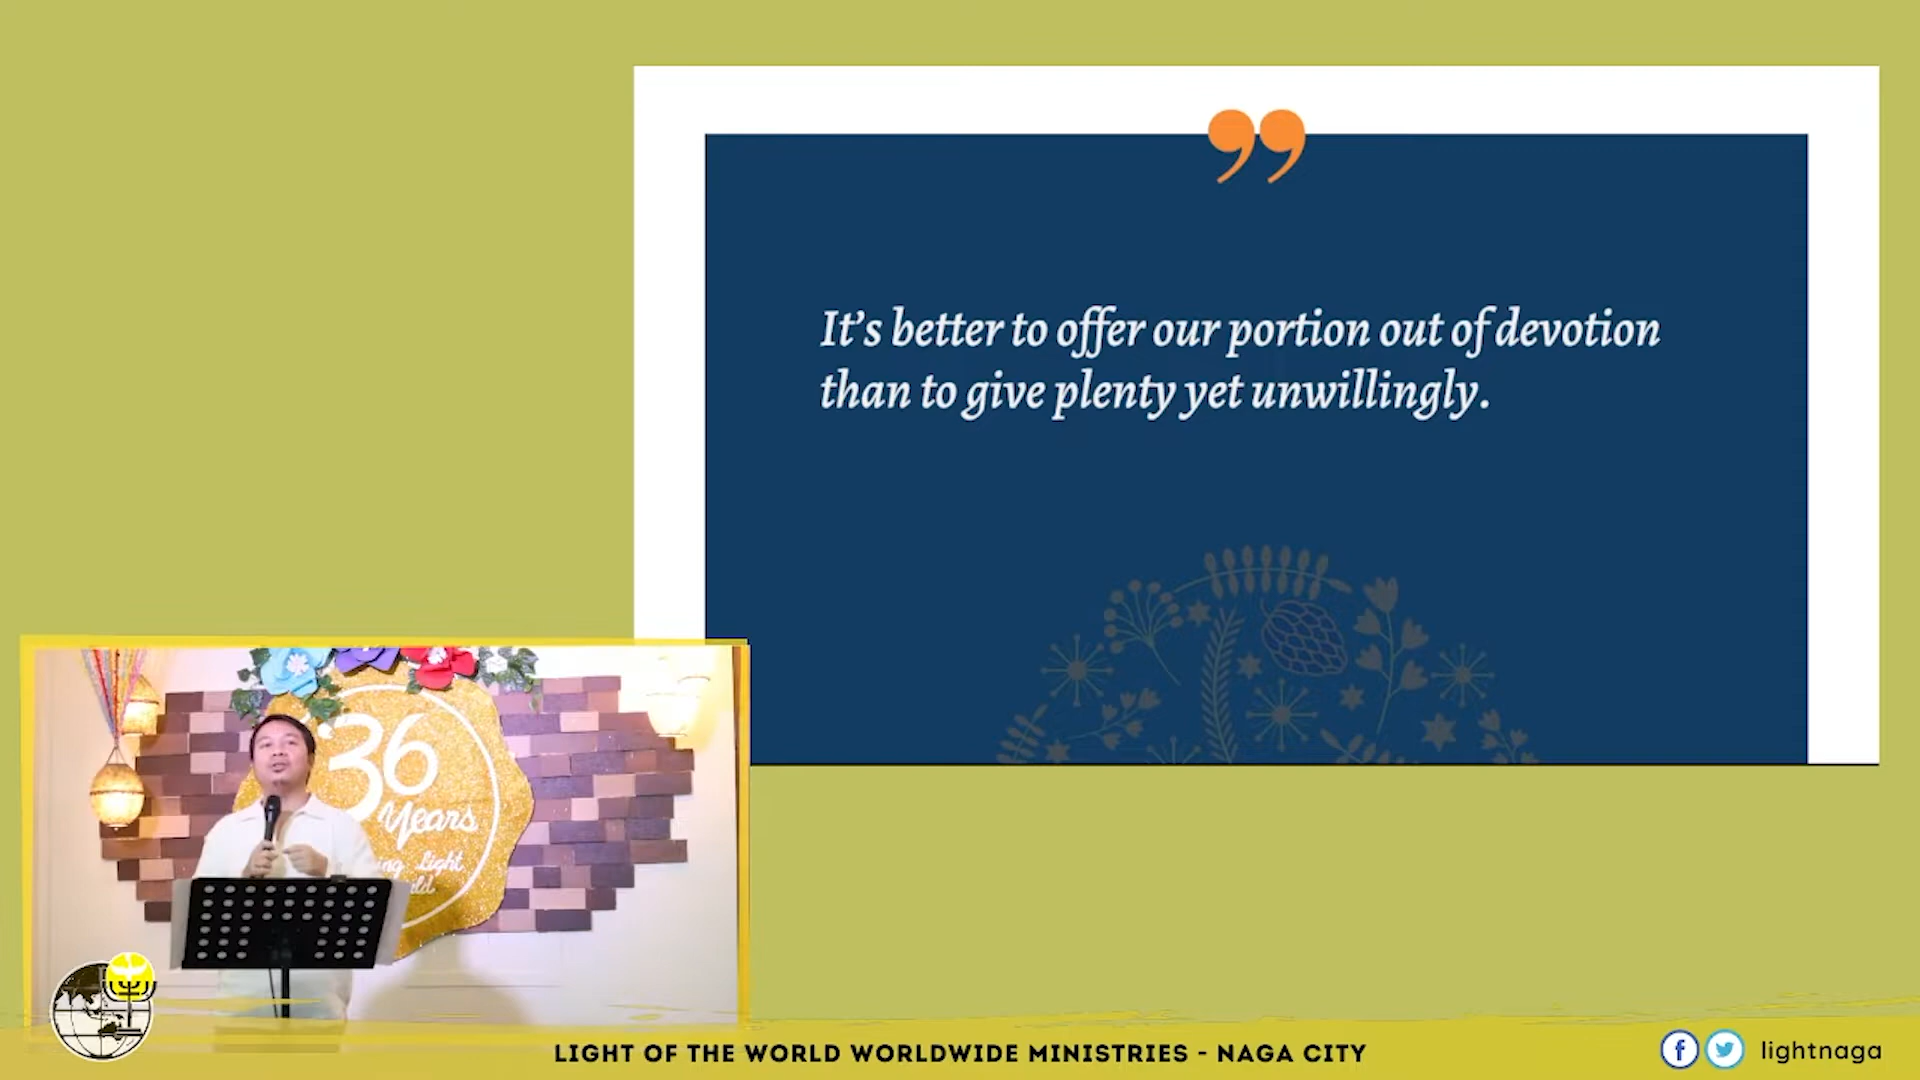 ”
It’s better to offer our portion out of devotion
than to give plenty yet unwillingly.
36
Years
Light
LIGHT OF THE WORLD WORLDWIDE MINISTRIES - NAGA CITY
lightnaga